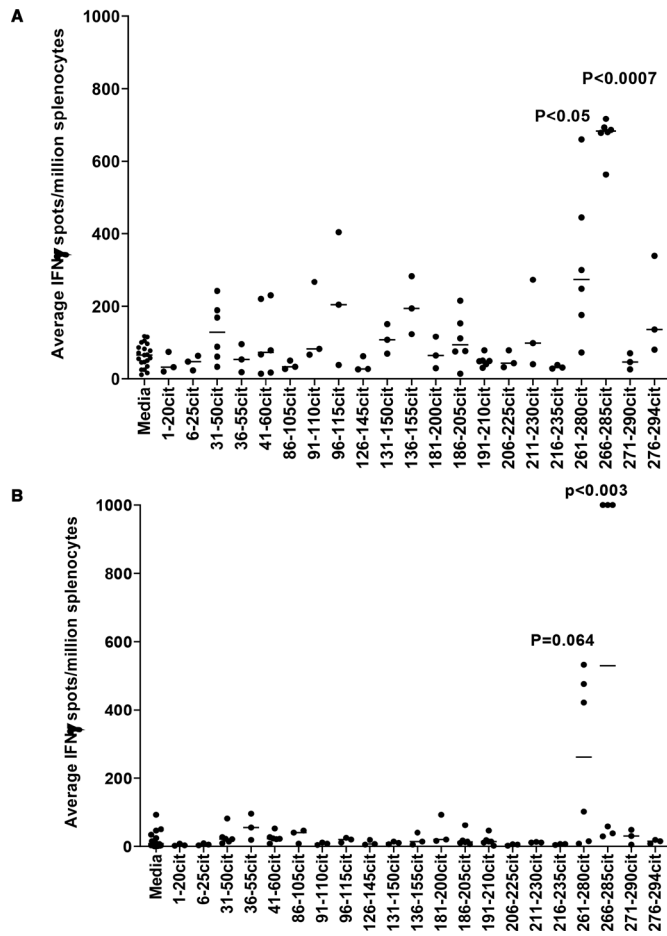 A
1000
800
600
400
200
0
Average IFNγ spots/million splenocytes
P<0.0007
P<0.05
Media
1-20cit
6-25cit
31-50cit
36-55cit
41-60cit
86-105cit
91-110cit
96-115cit
126-145cit
131-150cit
136-155cit
181-200cit
186-205cit
191-210cit
206-225cit
211-230cit
216-235cit
261-280cit
266-285cit
271-290cit
276-294cit
B
1000
800
600
400
200
0
Average IFNγ spots/million splenocytes
p<0.003
P=0.064
Media
1-20cit
6-25cit
31-50cit
36-55cit
41-60cit
86-105cit
91-110cit
96-115cit
126-145cit
131-150cit
136-155cit
181-200cit
186-205cit
191-210cit
206-225cit
211-230cit
216-235cit
261-280cit
266-285cit
271-290cit
276-294cit